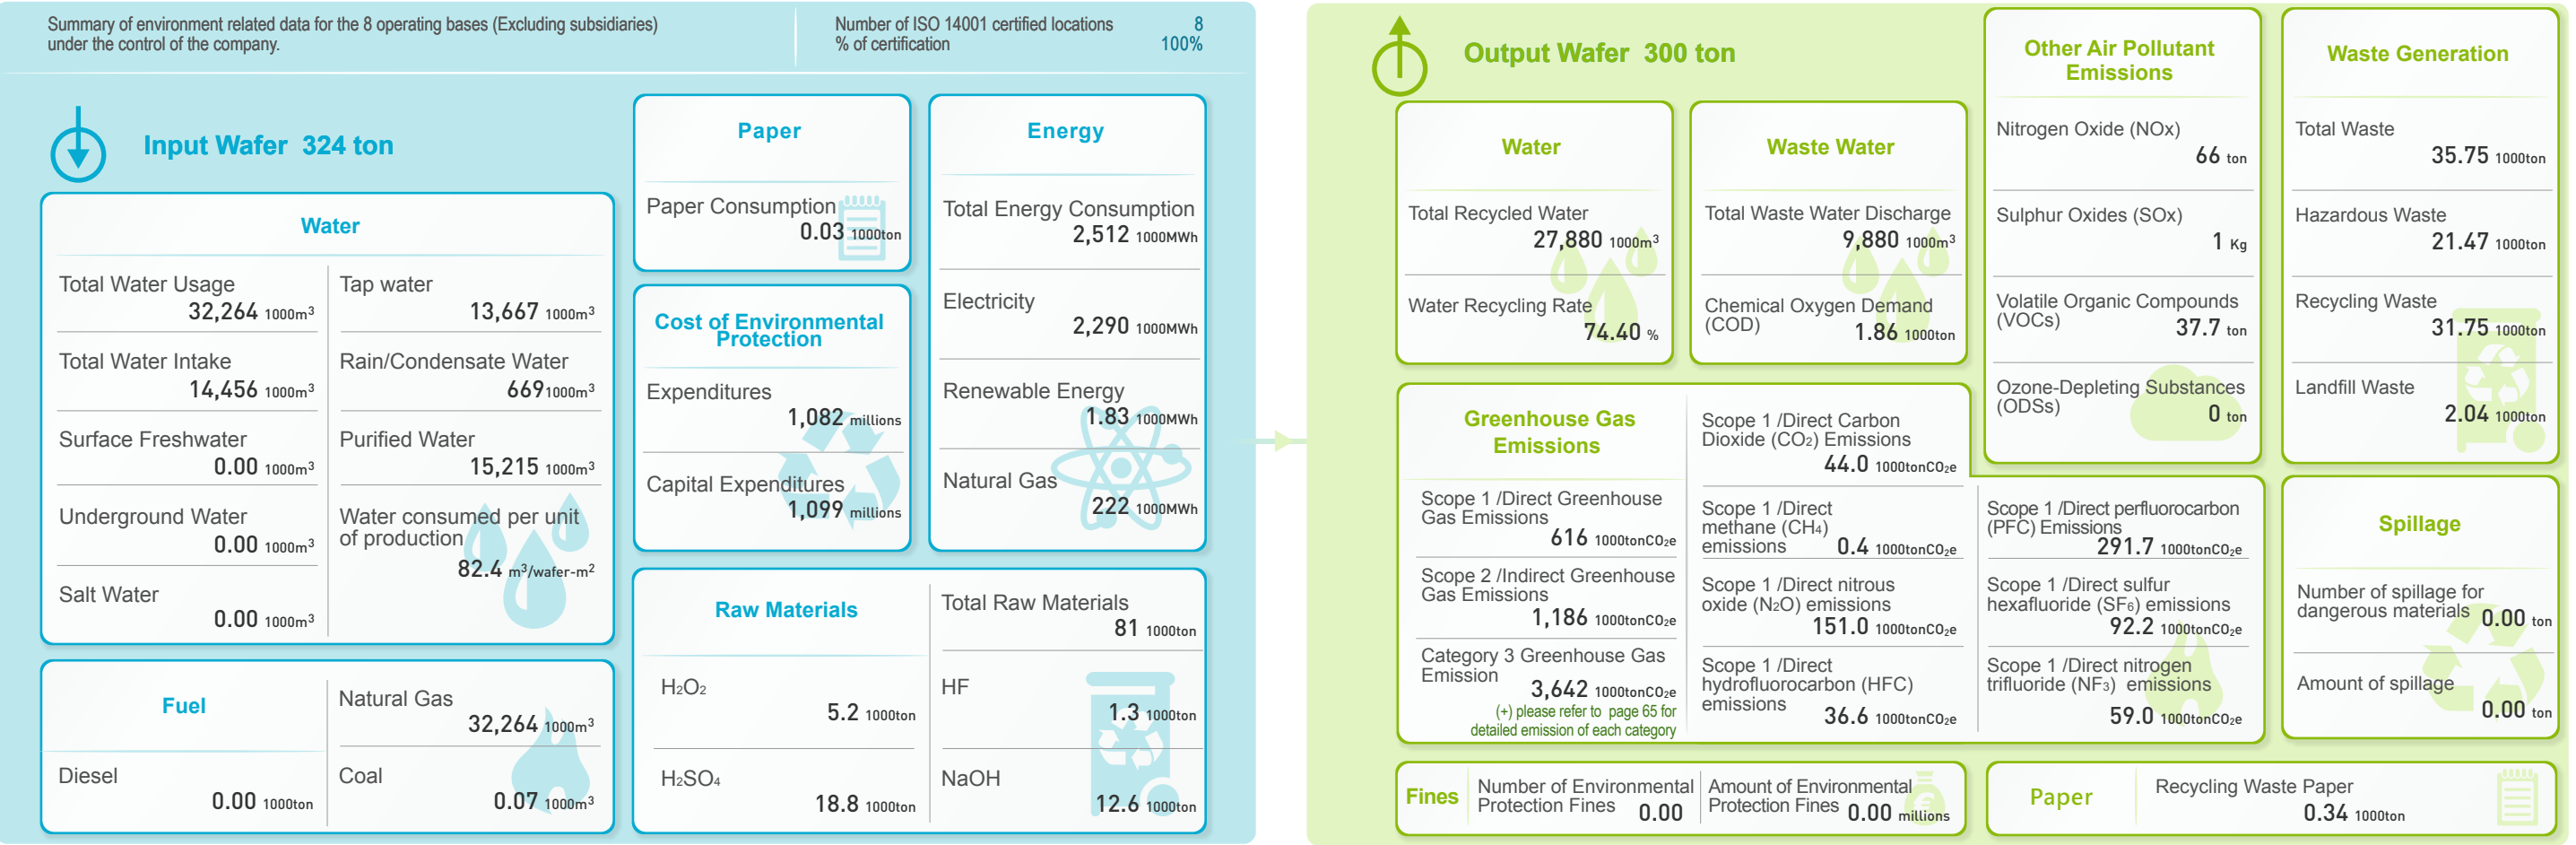 Summary of environment related data for the 8 operating bases (Excluding subsidiaries)
under the control of the company.
Number of ISO 14001 certified locations 8
% of certification 100%
Input Wafer 324 ton
Water
Total Water Usage
32,264 1000m³
Total Water Intake
14,456 1000m³
Surface Freshwater
0.00 1000m³
Underground Water
0.00 1000m³
Salt Water
0.00 1000m³
Tap water
13,667 1000m³
Rain/Condensate Water
669 1000m³
Purified Water
15,215 1000m³
Water consumed per unit
of production
82.4 m³/wafer-m²
Fuel
Diesel
0.00 1000ton
Natural Gas
32,264 1000m³
Coal
0.07 1000m³
Paper
Paper Consumption
0.03 1000ton
Cost of Environmental
Protection
Expenditures
1,082 millions
Capital Expenditures
1,099 millions
Energy
Total Energy Consumption
2,512 1000MWh
Electricity
2,290 1000MWh
Renewable Energy
1.83 1000MWh
Natural Gas
222 1000MWh
Raw Materials
H₂O₂
5.2 1000ton
H₂SO₄
18.8 1000ton
Total Raw Materials
81 1000ton
HF
1.3 1000ton
NaOH
12.6 1000ton
Output Wafer 300 ton
Water
Total Recycled Water
27,880 1000m³
Water Recycling Rate
74.40 %
Waste Water
Total Waste Water Discharge
9,880 1000m³
Chemical Oxygen Demand
(COD) 1.86 1000ton
Other Air Pollutant
Emissions
Nitrogen Oxide (NOx)
66 ton
Sulphur Oxides (SOx)
1 Kg
Volatile Organic Compounds
(VOCs) 37.7 ton
Ozone-Depleting Substances
(ODSs) 0 ton
Waste Generation
Total Waste
35.75 1000ton
Hazardous Waste
21.47 1000ton
Recycling Waste
31.75 1000ton
Landfill Waste
2.04 1000ton
Greenhouse Gas
Emissions
Scope 1 /Direct Greenhouse
Gas Emissions
616 1000tonCO₂e
Scope 2 /Indirect Greenhouse
Gas Emissions
1,186 1000tonCO₂e
Category 3 Greenhouse Gas
Emission
3,642 1000tonCO₂e
(+) please refer to page 65 for
detailed emission of each category
Scope 1 /Direct Carbon
Dioxide (CO₂) Emissions
44.0 1000tonCO₂e
Scope 1 /Direct
methane (CH₄)
emissions 0.4 1000tonCO₂e
Scope 1 /Direct nitrous
oxide (N₂O) emissions
151.0 1000tonCO₂e
Scope 1 /Direct
hydrofluorocarbon (HFC)
emissions 36.6 1000tonCO₂e
Scope 1 /Direct perfluorocarbon
(PFC) Emissions
291.7 1000tonCO₂e
Scope 1 /Direct sulfur
hexafluoride (SF₆) emissions
92.2 1000tonCO₂e
Scope 1 /Direct nitrogen
trifluoride (NF₃) emissions
59.0 1000tonCO₂e
Spillage
Number of spillage for
dangerous materials 0.00 ton
Amount of spillage
0.00 ton
Fines
Number of Environmental
Protection Fines 0.00
Amount of Environmental
Protection Fines 0.00 millions
€
Paper
Recycling Waste Paper
0.34 1000ton